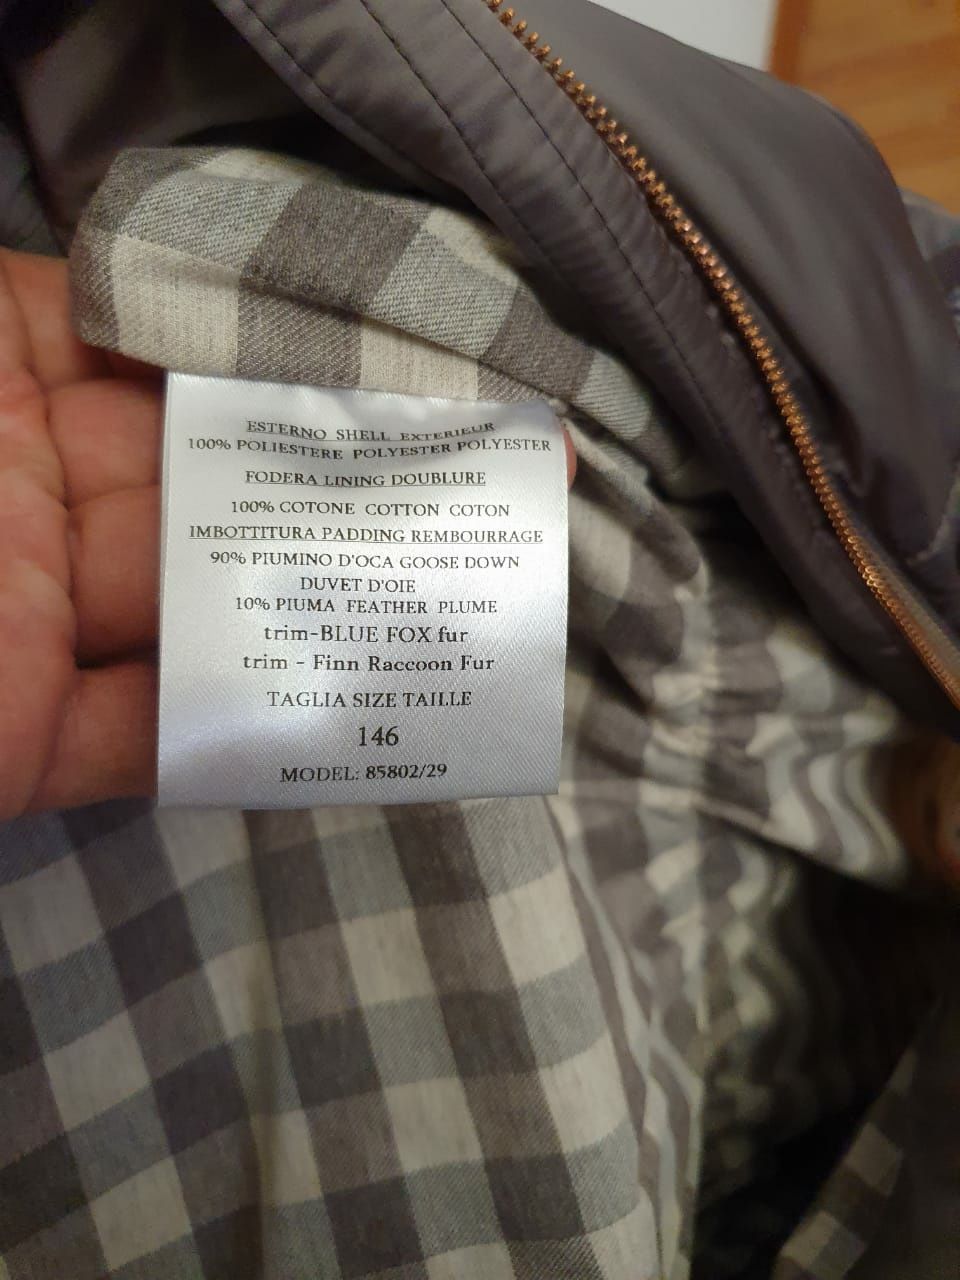 ESTERNO SHELL EXTERIEUR
100% POLIESTERE POLYESTER POLYESTER
FODERA LINING DOUBLURE
100% COTONE COTTON COTON
IMBOTTITURA PADDING REMBOURRAGE
90% PIUMINO D'OCA GOOSE DOWN
DUVET D'OIE
10% PIUMA FEATHER PLUME
trim-BLUE FOX fur
trim - Finn Raccoon Fur
TAGLIA SIZE TAILLE
146
MODEL: 85802/29